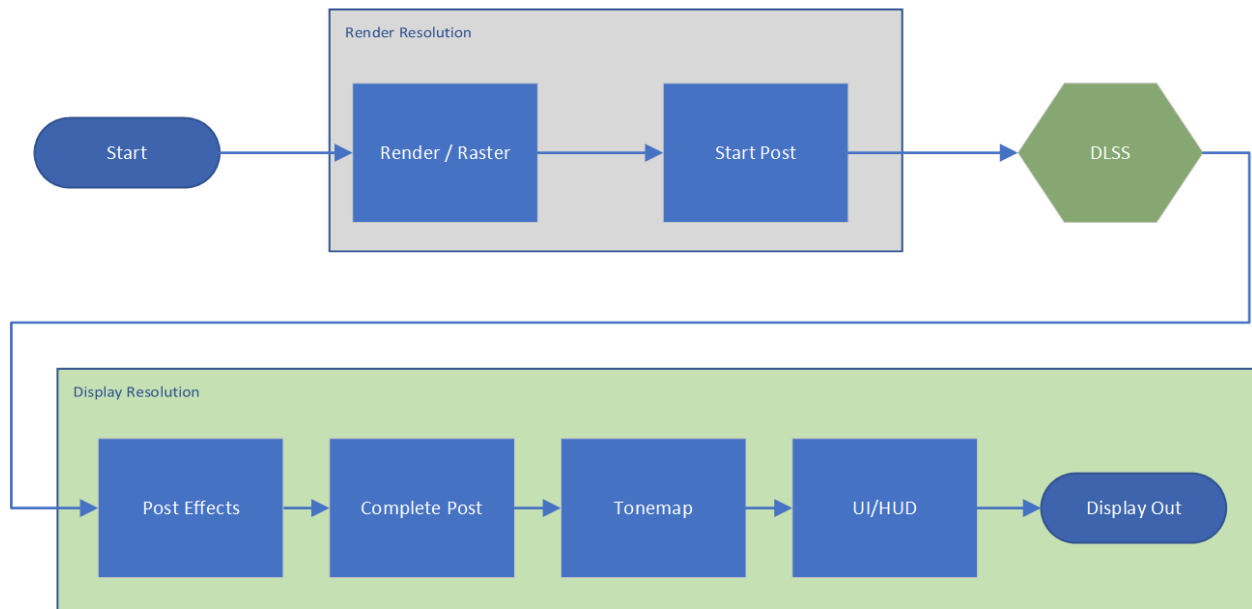 Render Resolution
Start
Render / Raster
Start Post
DLSS
Display Resolution
Post Effects
Complete Post
Tonemap
UI/HUD
Display Out